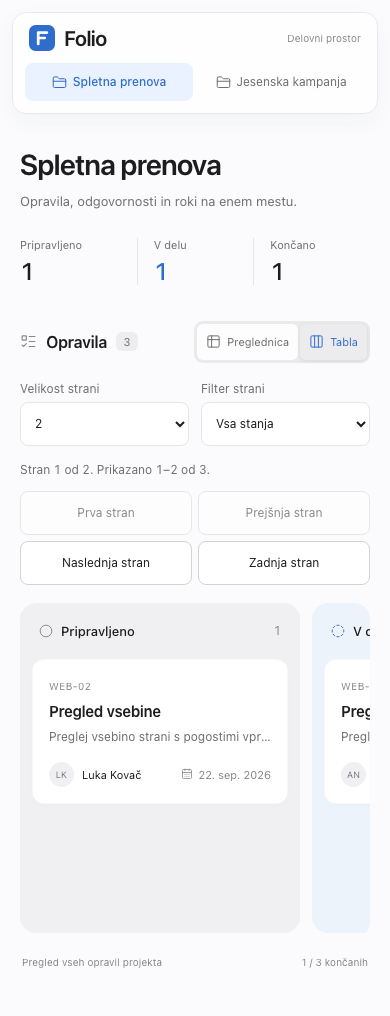 Folio
Delovni prostor
Spletna prenova
Jesenska kampanja
Spletna prenova
Opravila, odgovornosti in roki na enem mestu.
Pripravljeno
1
V delu
1
Končano
1
Opravila 3
Preglednica
Tabla
Velikost strani
2
Filter strani
Vsa stanja
Stran 1 od 2. Prikazano 1–2 od 3.
Prva stran
Prejšnja stran
Naslednja stran
Zadnja stran
Pripravljeno 1
WEB-02
Pregled vsebine
Preglej vsebino strani s pogostimi vpr...
LK Luka Kovač
22. sep. 2026
V
WEB-
AN
Pregled vseh opravil projekta
1 / 3 končanih